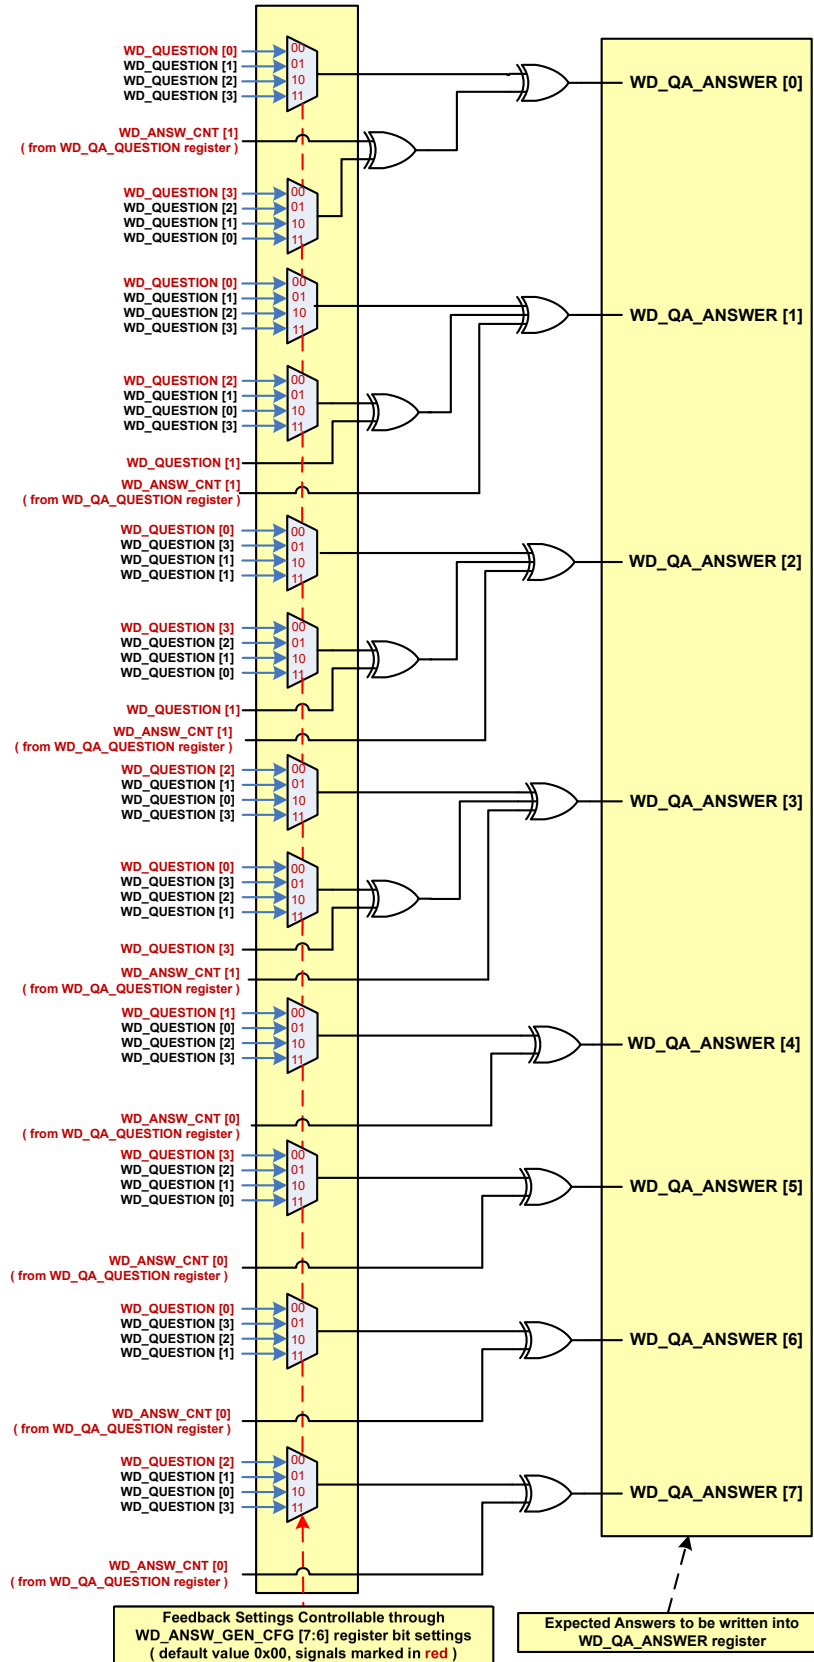 WD_QUESTION [0]
WD_QUESTION [1]
WD_QUESTION [2]
WD_QUESTION [3]
00
01
10
11
WD_QA_ANSWER [0]
WD_ANSW_CNT [1]
( from WD_QA_QUESTION register )
WD_QUESTION [3]
WD_QUESTION [2]
WD_QUESTION [1]
WD_QUESTION [0]
00
01
10
11
WD_QUESTION [0]
WD_QUESTION [1]
WD_QUESTION [2]
WD_QUESTION [3]
00
01
10
11
WD_QA_ANSWER [1]
WD_QUESTION [2]
WD_QUESTION [1]
WD_QUESTION [0]
WD_QUESTION [3]
00
01
10
11
WD_QUESTION [1]
WD_ANSW_CNT [1]
( from WD_QA_QUESTION register )
WD_QUESTION [0]
WD_QUESTION [3]
WD_QUESTION [1]
WD_QUESTION [1]
00
01
10
11
WD_QA_ANSWER [2]
WD_QUESTION [3]
WD_QUESTION [2]
WD_QUESTION [1]
WD_QUESTION [0]
00
01
10
11
WD_QUESTION [1]
WD_ANSW_CNT [1]
( from WD_QA_QUESTION register )
WD_QUESTION [2]
WD_QUESTION [1]
WD_QUESTION [0]
WD_QUESTION [3]
00
01
10
11
WD_QA_ANSWER [3]
WD_QUESTION [0]
WD_QUESTION [3]
WD_QUESTION [2]
WD_QUESTION [1]
00
01
10
11
WD_QUESTION [3]
WD_ANSW_CNT [1]
( from WD_QA_QUESTION register )
WD_QUESTION [1]
WD_QUESTION [0]
WD_QUESTION [2]
WD_QUESTION [3]
00
01
10
11
WD_QA_ANSWER [4]
WD_ANSW_CNT [0]
( from WD_QA_QUESTION register )
WD_QUESTION [3]
WD_QUESTION [2]
WD_QUESTION [1]
WD_QUESTION [0]
00
01
10
11
WD_QA_ANSWER [5]
WD_ANSW_CNT [0]
( from WD_QA_QUESTION register )
WD_QUESTION [0]
WD_QUESTION [3]
WD_QUESTION [2]
WD_QUESTION [1]
00
01
10
11
WD_QA_ANSWER [6]
WD_ANSW_CNT [0]
( from WD_QA_QUESTION register )
WD_QUESTION [2]
WD_QUESTION [1]
WD_QUESTION [0]
WD_QUESTION [3]
00
01
10
11
WD_QA_ANSWER [7]
WD_ANSW_CNT [0]
( from WD_QA_QUESTION register )
Feedback Settings Controllable through
WD_ANSW_GEN_CFG [7:6] register bit settings
( default value 0x00, signals marked in red )
Expected Answers to be written into
WD_QA_ANSWER register